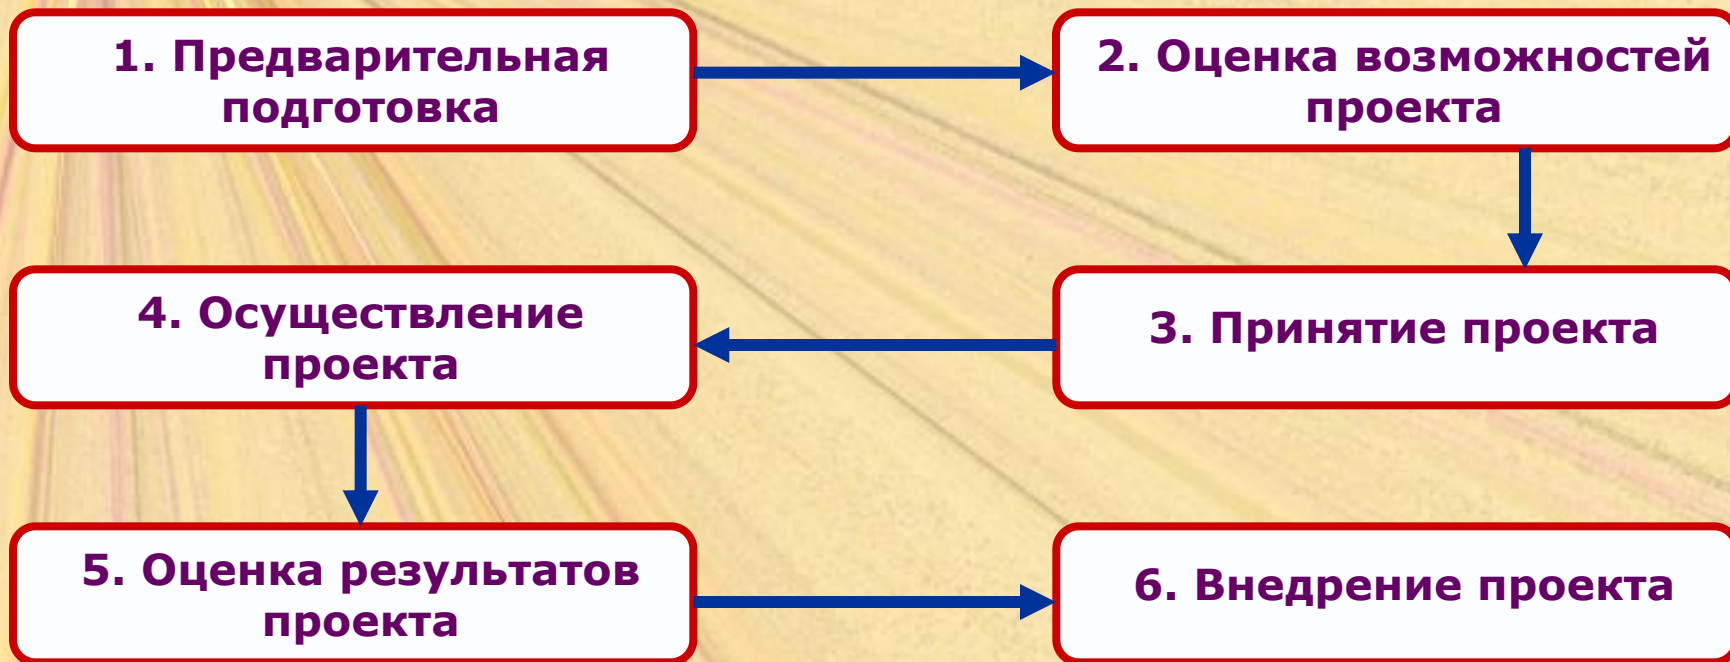 1. Предварительная
подготовка
2. Оценка возможностей
проекта
3. Принятие проекта
4. Осуществление
проекта
5. Оценка результатов
проекта
6. Внедрение проекта